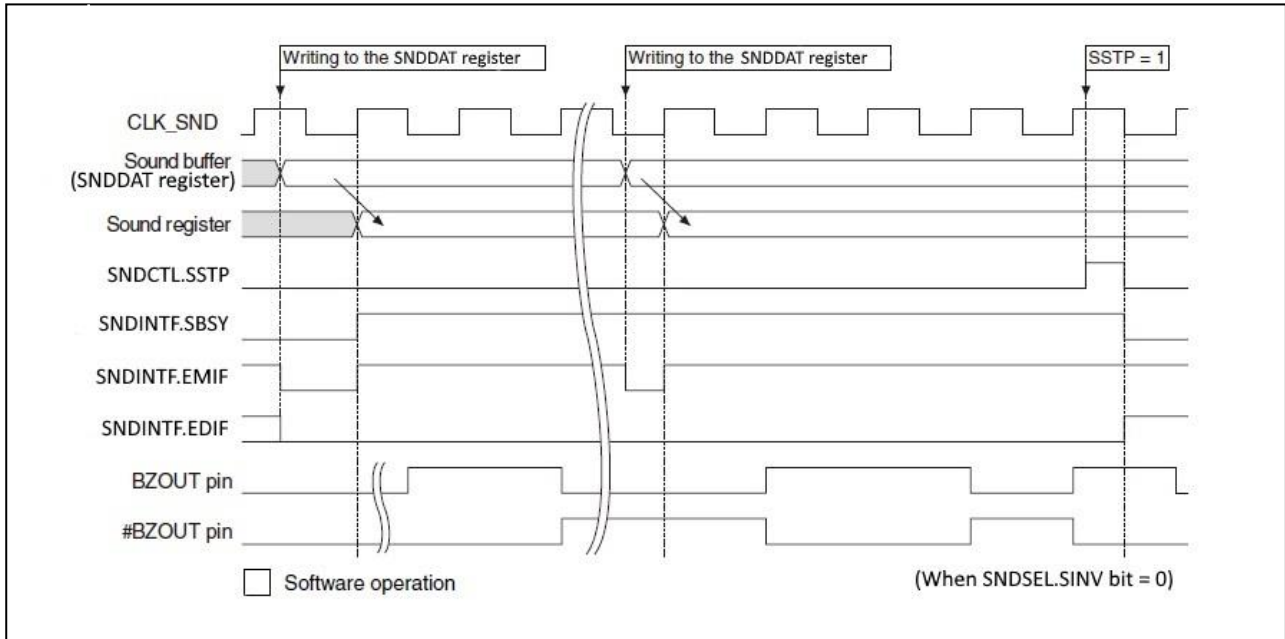 Writing to the SNDDAT register
Writing to the SNDDAT register
SSTP = 1
CLK_SND
Sound buffer
(SNDDAT register)
Sound register
SNDCTL.SSTP
SNDINTF.SBSY
SNDINTF.EMIF
SNDINTF.EDIF
BZOUT pin
#BZOUT pin
Software operation
(When SNDSEL.SINV bit = 0)